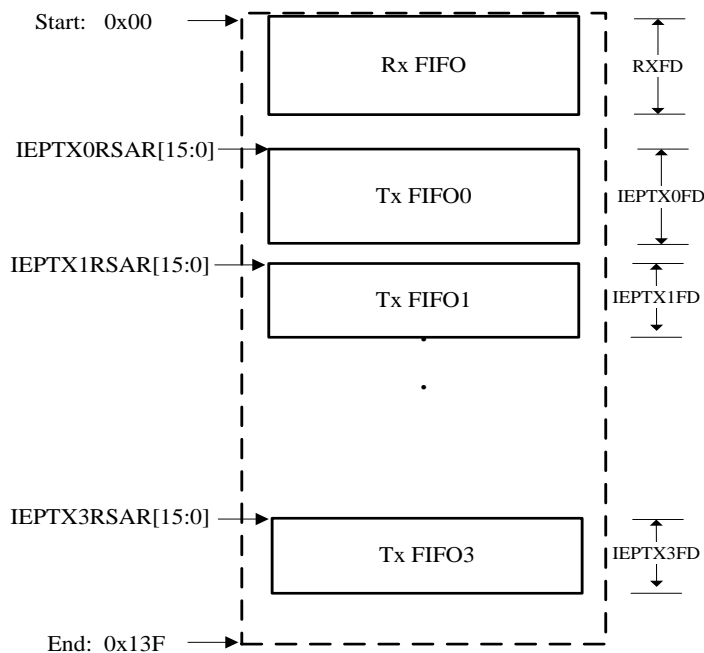 Start: 0x00
Rx FIFO
RXFD
IEPTX0RSAR[15:0]
Tx FIFO0
IEPTX0FD
IEPTX1RSAR[15:0]
Tx FIFO1
IEPTX1FD
IEPTX3RSAR[15:0]
Tx FIFO3
IEPTX3FD
End: 0x13F